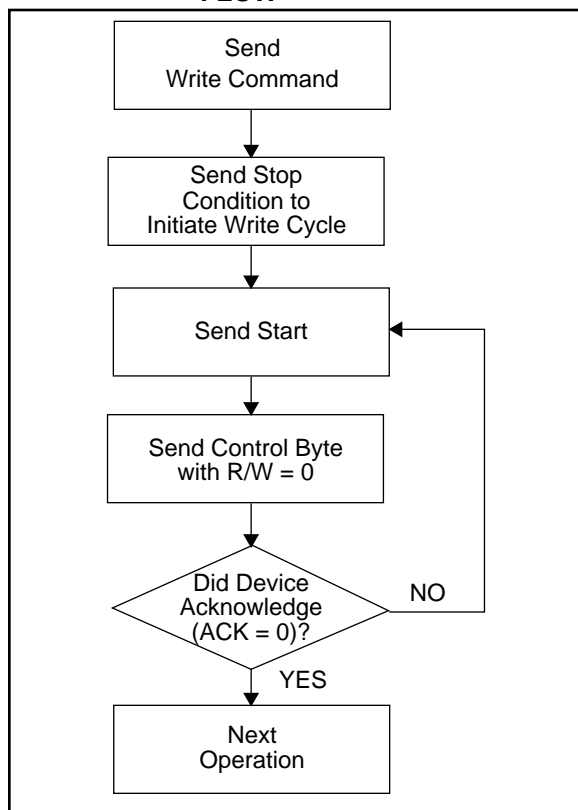 Send
Write Command
Send Stop
Condition to
Initiate Write Cycle
Send Start
Send Control Byte
with R/W = 0
Did Device
Acknowledge
(ACK = 0)?
NO
YES
Next
Operation